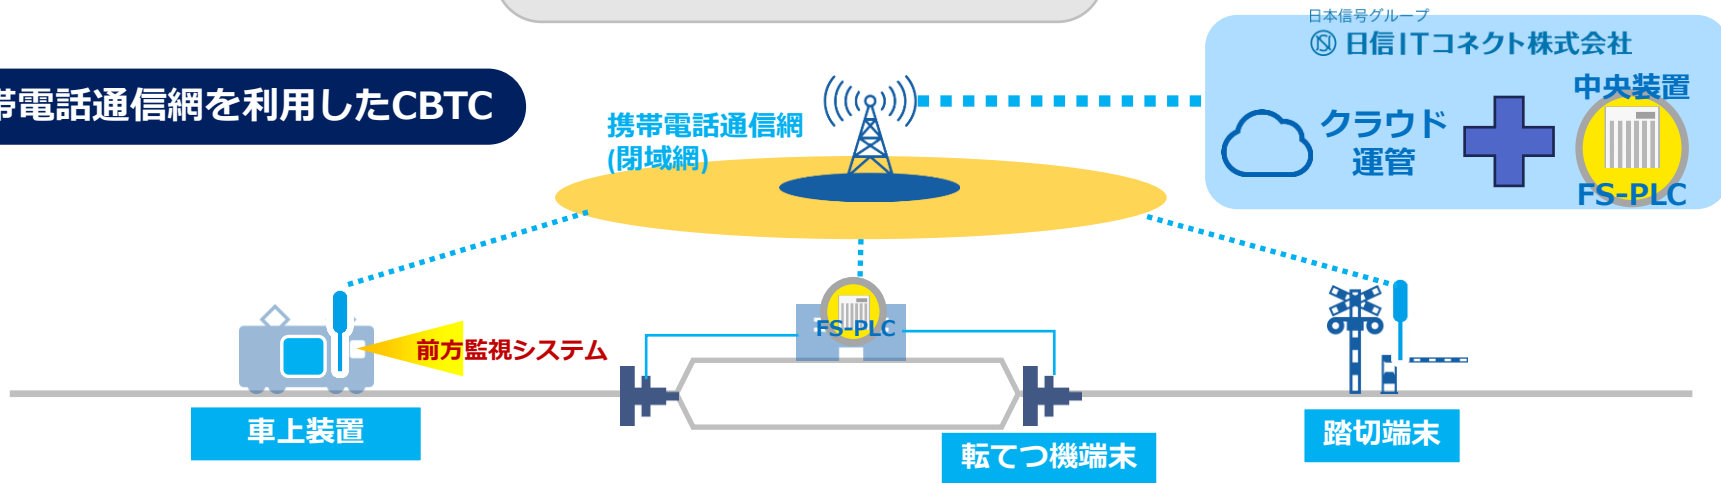 日本信号グループ
日信ITコネクト株式会社
帯電話通信網を利用したCBTC
中央装置
携帯電話通信網
(閉域網)
クラウド
運管
FS-PLC
FS-PLC
前方監視システム
車上装置
転てつ機端末
踏切端末